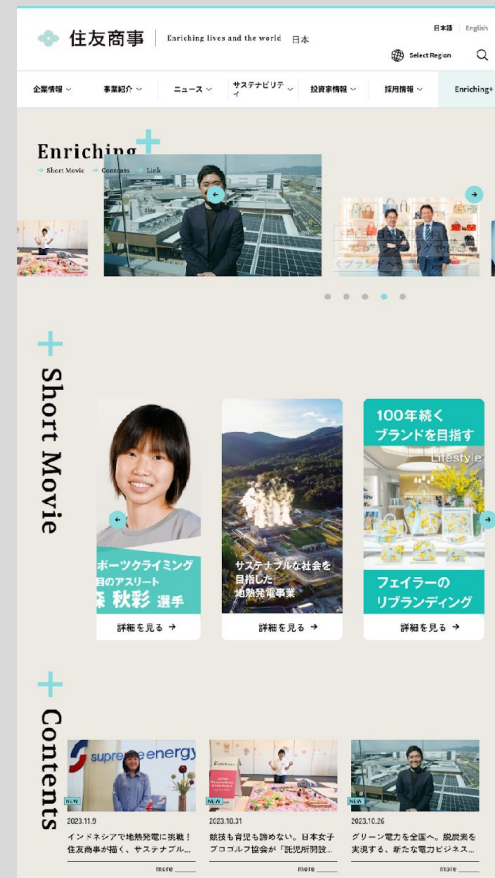 日本語 English
住友商事 Enriching lives and the world 日本
Select Region
企業情報 事業紹介 ニュース サステナビリティ 投資家情報 採用情報 Enriching+
Enriching+
→ Short Movie → Contents → Link
+ Short Movie
ポーツクライミング
目のアスリート
森 秋彩 選手
詳細を見る →
サステナブルな社会を
目指した
地熱発電事業
詳細を見る →
100年続く
ブランドを目指す
Lifestyle
フェイラーの
リブランディング
詳細を見る →
+ Contents
supreme energy
NEW
2023.11.9
インドネシアで地熱発電に挑戦！
住友商事が描く、サステナブル...
more
NEW
2023.10.31
競技も育児も諦めない。日本女子
プロゴルフ協会が「託児所開設...
more
NEW
2023.10.26
グリーン電力を全国へ。脱炭素を
実現する、新たな電力ビジネス...
more